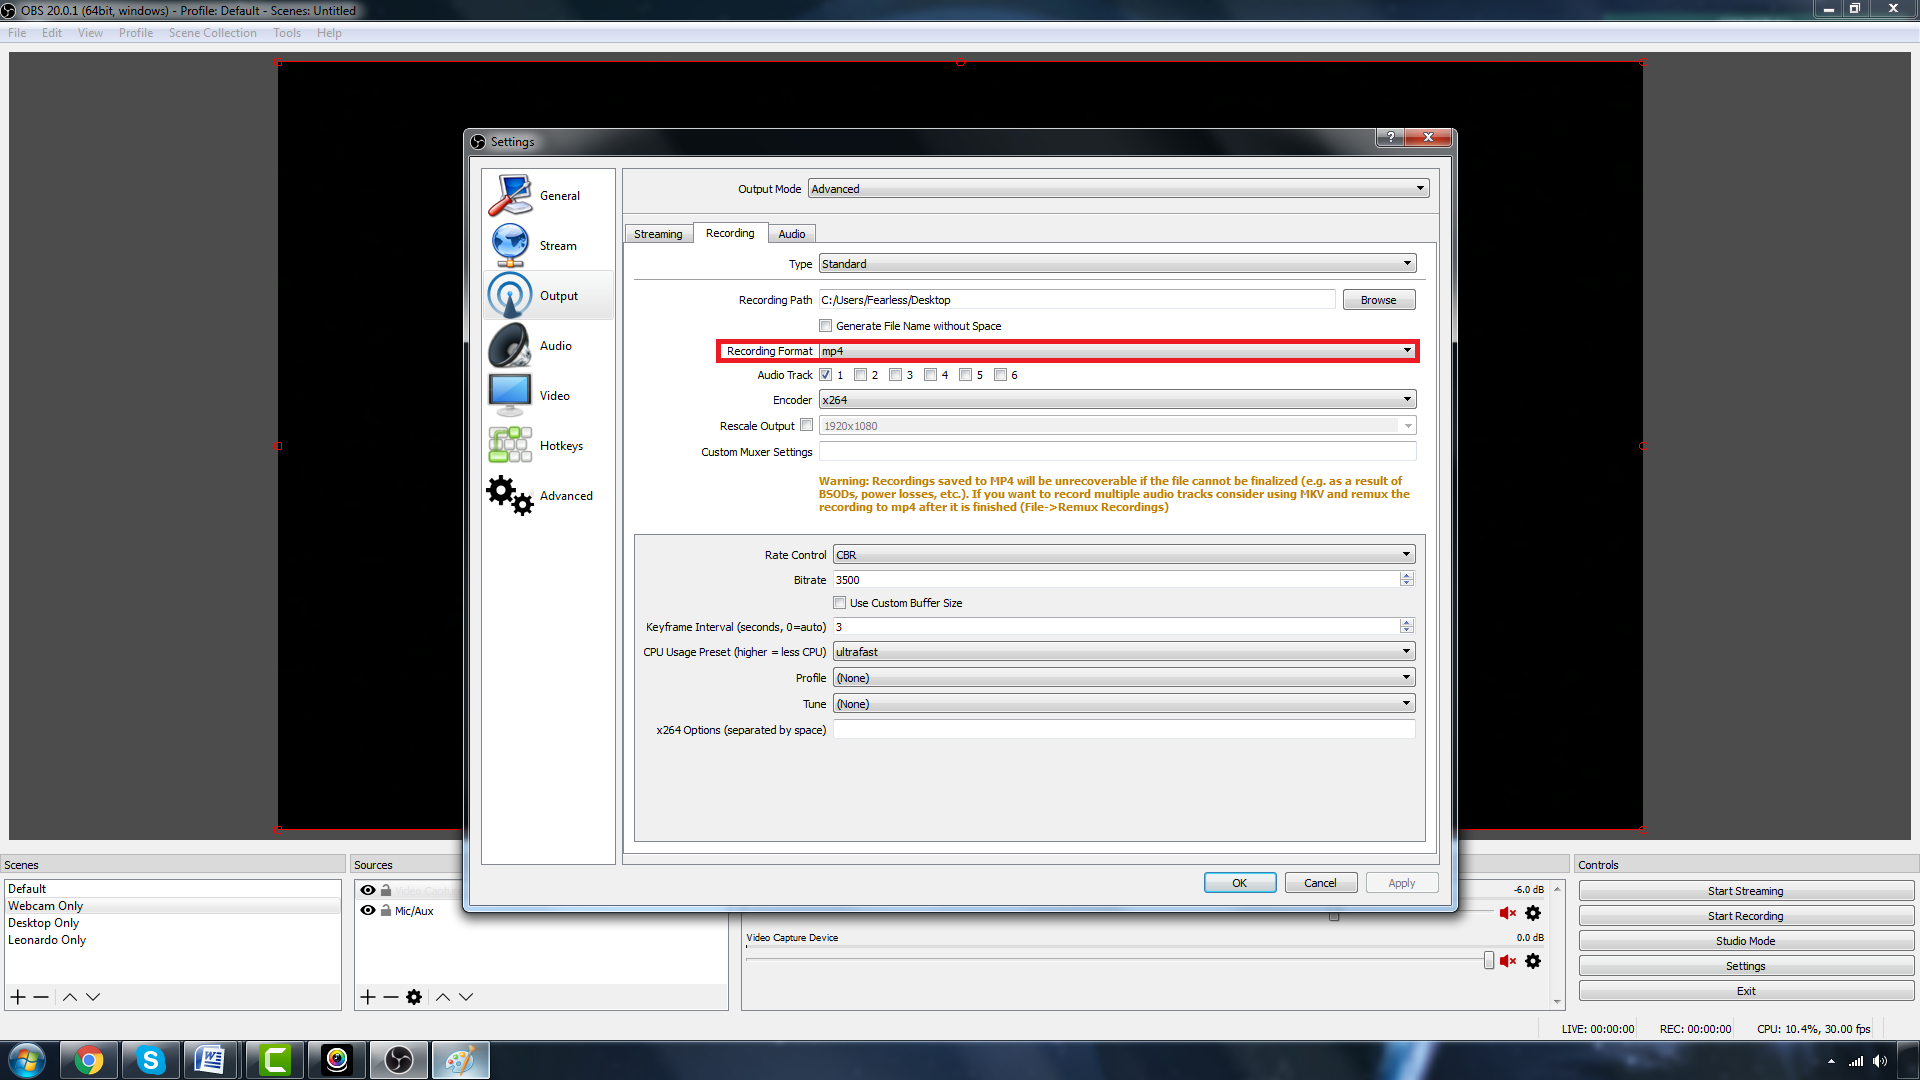 OBS 20.0.1 (64bit, windows) - Profile: Default - Scenes: Untitled
File Edit View Profile Scene Collection Tools Help
Settings
General
Stream
Output
Audio
Video
Hotkeys
Advanced
Output Mode Advanced
Streaming Recording Audio
Type Standard
Recording Path C:/Users/Fearless/Desktop Browse
Generate File Name without Space
Recording Format mp4
Audio Track 1 2 3 4 5 6
Encoder x264
Rescale Output 1920x1080
Custom Muxer Settings
Warning: Recordings saved to MP4 will be unrecoverable if the file cannot be finalized (e.g. as a result of
BSODs, power losses, etc.). If you want to record multiple audio tracks consider using MKV and remux the
recording to mp4 after it is finished (File->Remux Recordings)
Rate Control CBR
Bitrate 3500
Use Custom Buffer Size
Keyframe Interval (seconds, 0=auto) 3
CPU Usage Preset (higher = less CPU) ultrafast
Profile (None)
Tune (None)
x264 Options (separated by space)
OK Cancel Apply
Scenes
Default
Webcam Only
Desktop Only
Leonardo Only
Sources
Video Capture
Mic/Aux
-6.0 dB
Video Capture Device 0.0 dB
Controls
Start Streaming
Start Recording
Studio Mode
Settings
Exit
LIVE: 00:00:00 REC: 00:00:00 CPU: 10.4%, 30.00 fps